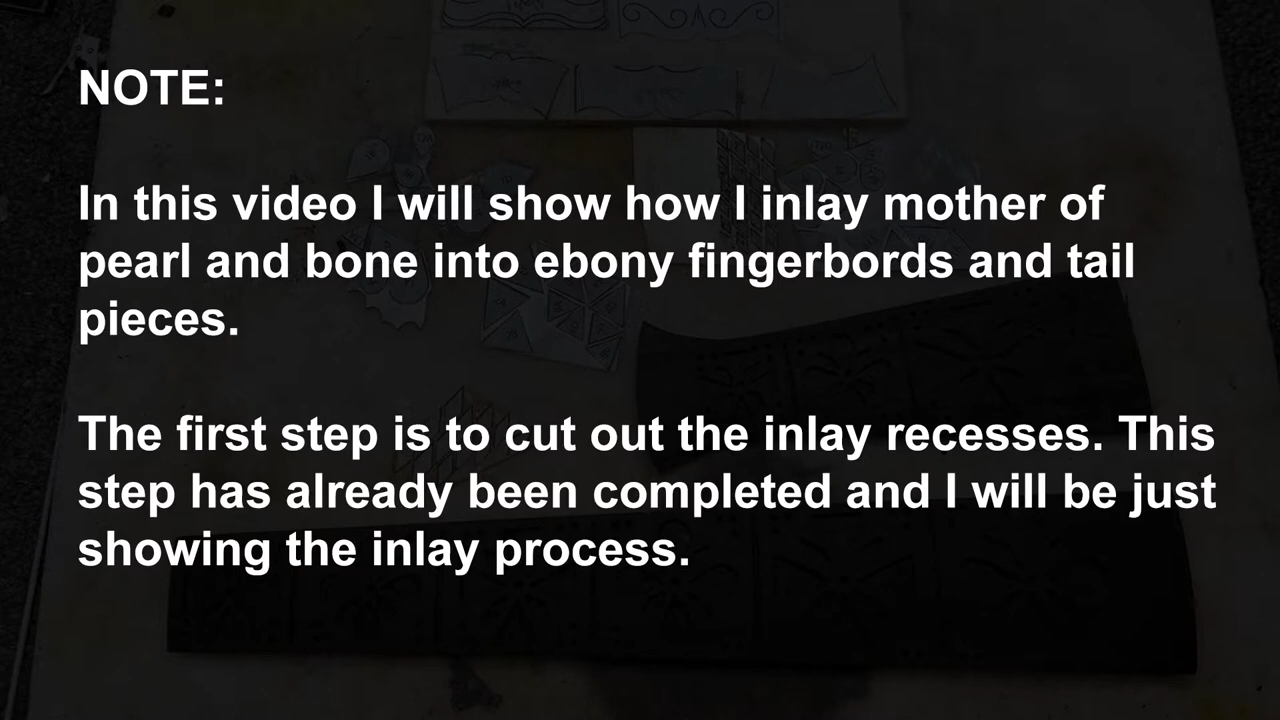 NOTE:
In this video I will show how I inlay mother of
pearl and bone into ebony fingerbords and tail
pieces.
The first step is to cut out the inlay recesses. This
step has already been completed and I will be just
showing the inlay process.